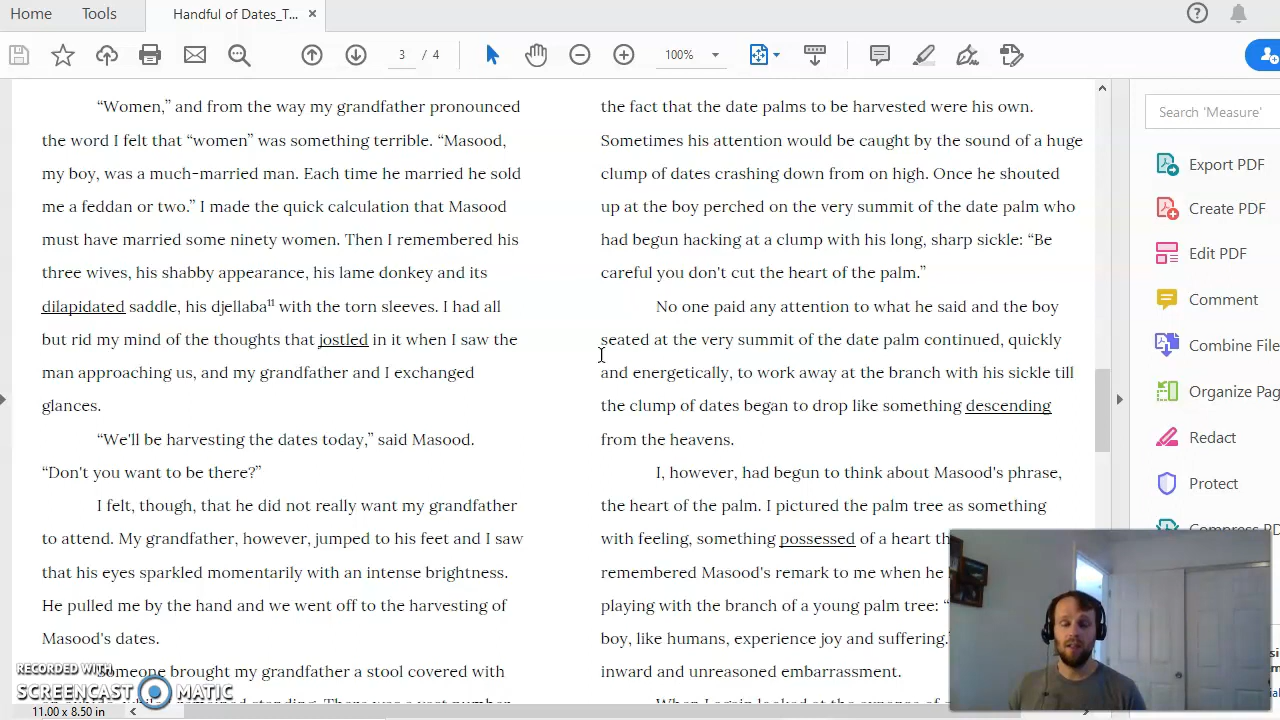 Home
Tools
Handful of Dates_T...
3 / 4
100%
“Women,” and from the way my grandfather pronounced
the word I felt that “women” was something terrible. “Masood,
my boy, was a much-married man. Each time he married he sold
me a feddan or two.” I made the quick calculation that Masood
must have married some ninety women. Then I remembered his
three wives, his shabby appearance, his lame donkey and its
dilapidated saddle, his djellaba¹¹ with the torn sleeves. I had all
but rid my mind of the thoughts that jostled in it when I saw the
man approaching us, and my grandfather and I exchanged
glances.
“We'll be harvesting the dates today,” said Masood.
“Don't you want to be there?”
I felt, though, that he did not really want my grandfather
to attend. My grandfather, however, jumped to his feet and I saw
that his eyes sparkled momentarily with an intense brightness.
He pulled me by the hand and we went off to the harvesting of
Masood's dates.
Someone brought my grandfather a stool covered with
the fact that the date palms to be harvested were his own.
Sometimes his attention would be caught by the sound of a huge
clump of dates crashing down from on high. Once he shouted
up at the boy perched on the very summit of the date palm who
had begun hacking at a clump with his long, sharp sickle: “Be
careful you don't cut the heart of the palm.”
No one paid any attention to what he said and the boy
seated at the very summit of the date palm continued, quickly
and energetically, to work away at the branch with his sickle till
the clump of dates began to drop like something descending
from the heavens.
I, however, had begun to think about Masood's phrase,
the heart of the palm. I pictured the palm tree as something
with feeling, something possessed of a heart
remembered Masood's remark to me when he
playing with the branch of a young palm tree: “
boy, like humans, experience joy and suffering.
inward and unreasoned embarrassment.
Search 'Measure'
Export PDF
Create PDF
Edit PDF
Comment
Combine File
Organize Pag
Redact
Protect
Compress PD
RECORDED WITH
SCREENCAST MATIC
11.00 x 8.50 in